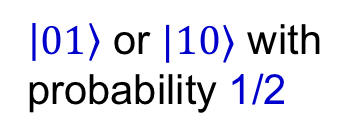 |01⟩ or |10⟩ with
probability 1/2